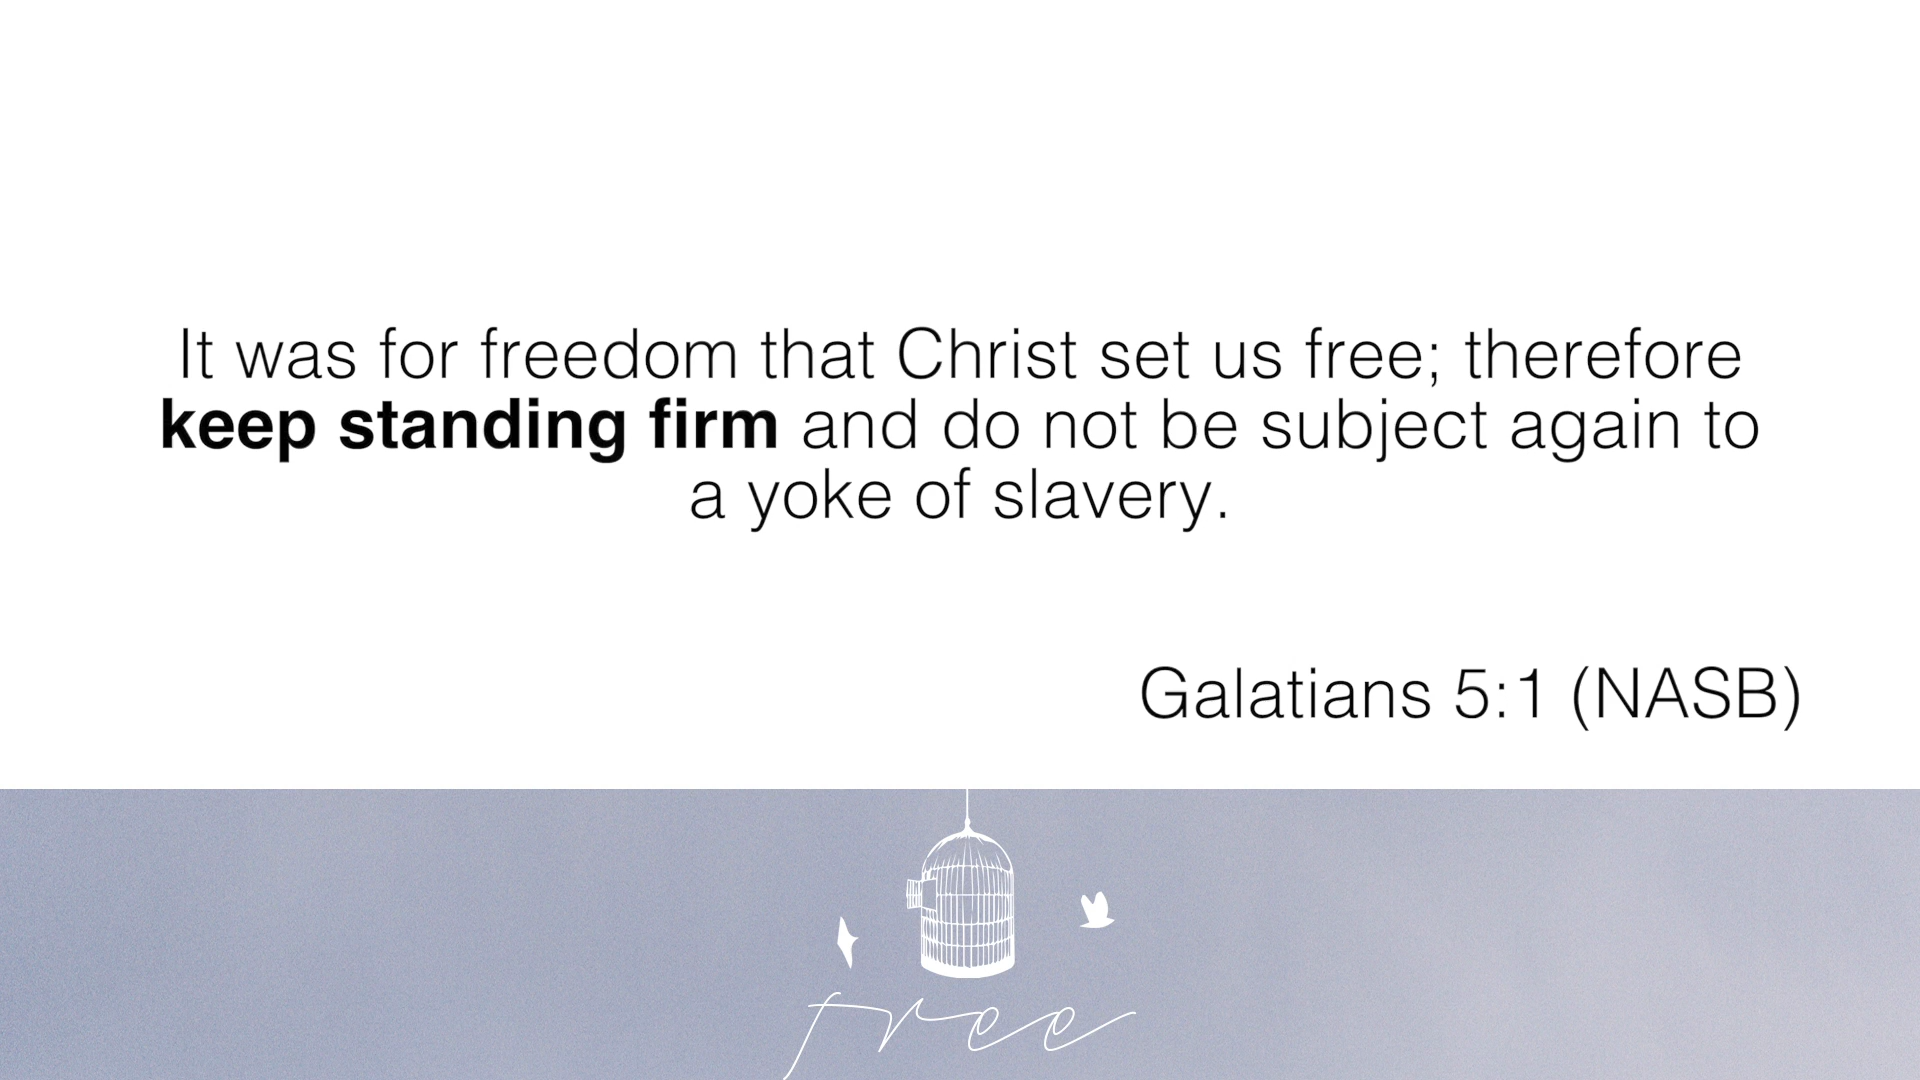 It was for freedom that Christ set us free; therefore
keep standing firm and do not be subject again to
a yoke of slavery.
Galatians 5:1 (NASB)
free